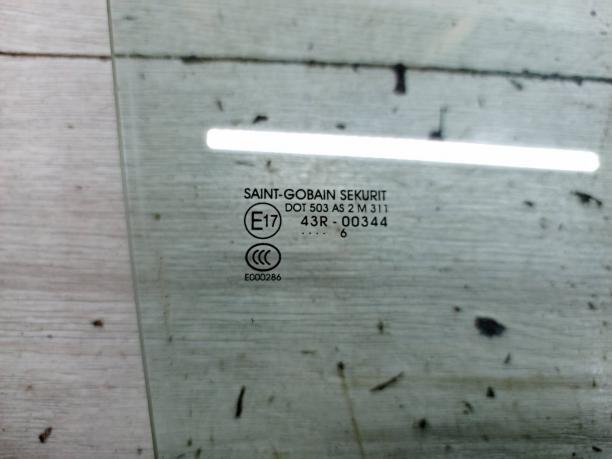 SAINT-GOBAIN SEKURIT
DOT 503 AS 2 M 311
E17 43R - 00344
.... 6
CCC
E000286